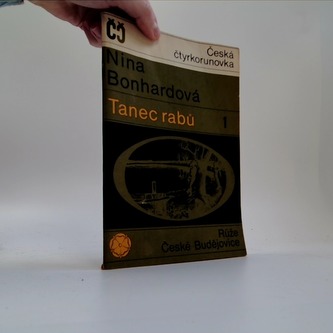 ČČ
Česká
čtyrkorunovka
Nina
Bonhardová
Tanec rabů 1
Růže
České Budějovice